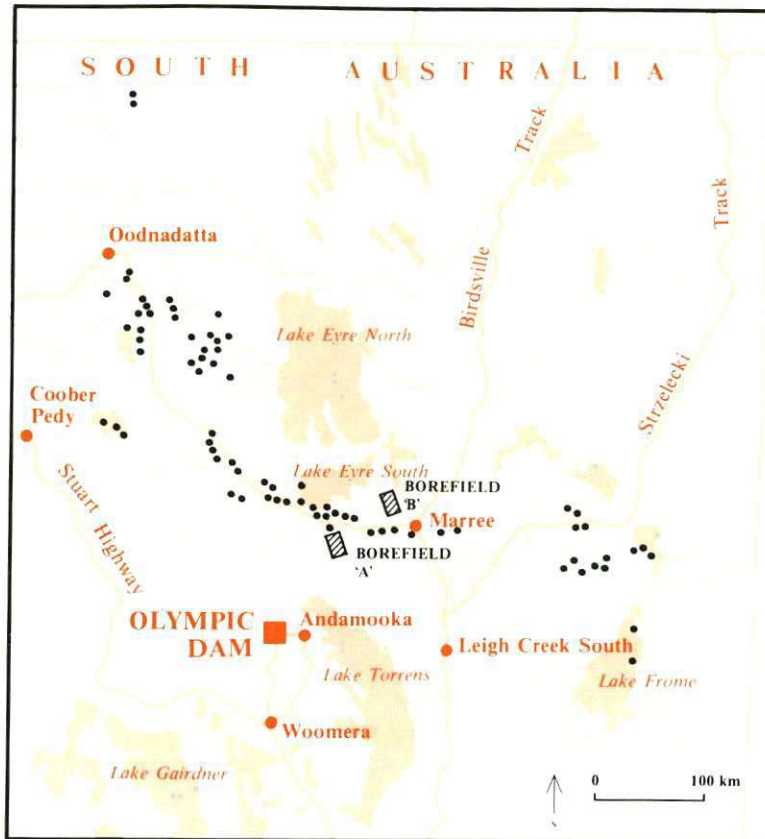 SOUTH AUSTRALIA
Track
Track
Oodnadatta
Birdsville
Lake Eyre North
Strzelecki
Coober
Pedy
Lake Eyre South
Stuart Highway
BOREFIELD
'B'
Marree
BOREFIELD
'A'
OLYMPIC
DAM
Andamooka
Leigh Creek South
Lake Torrens
Lake Frome
Woomera
Lake Gairdner
0 100 km